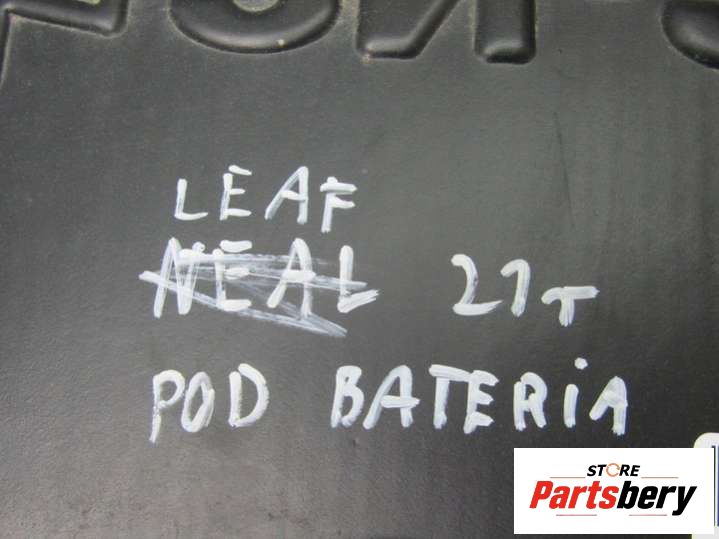 LEAF
NEAL 21T
POD BATERIA
STORE
Partsbery